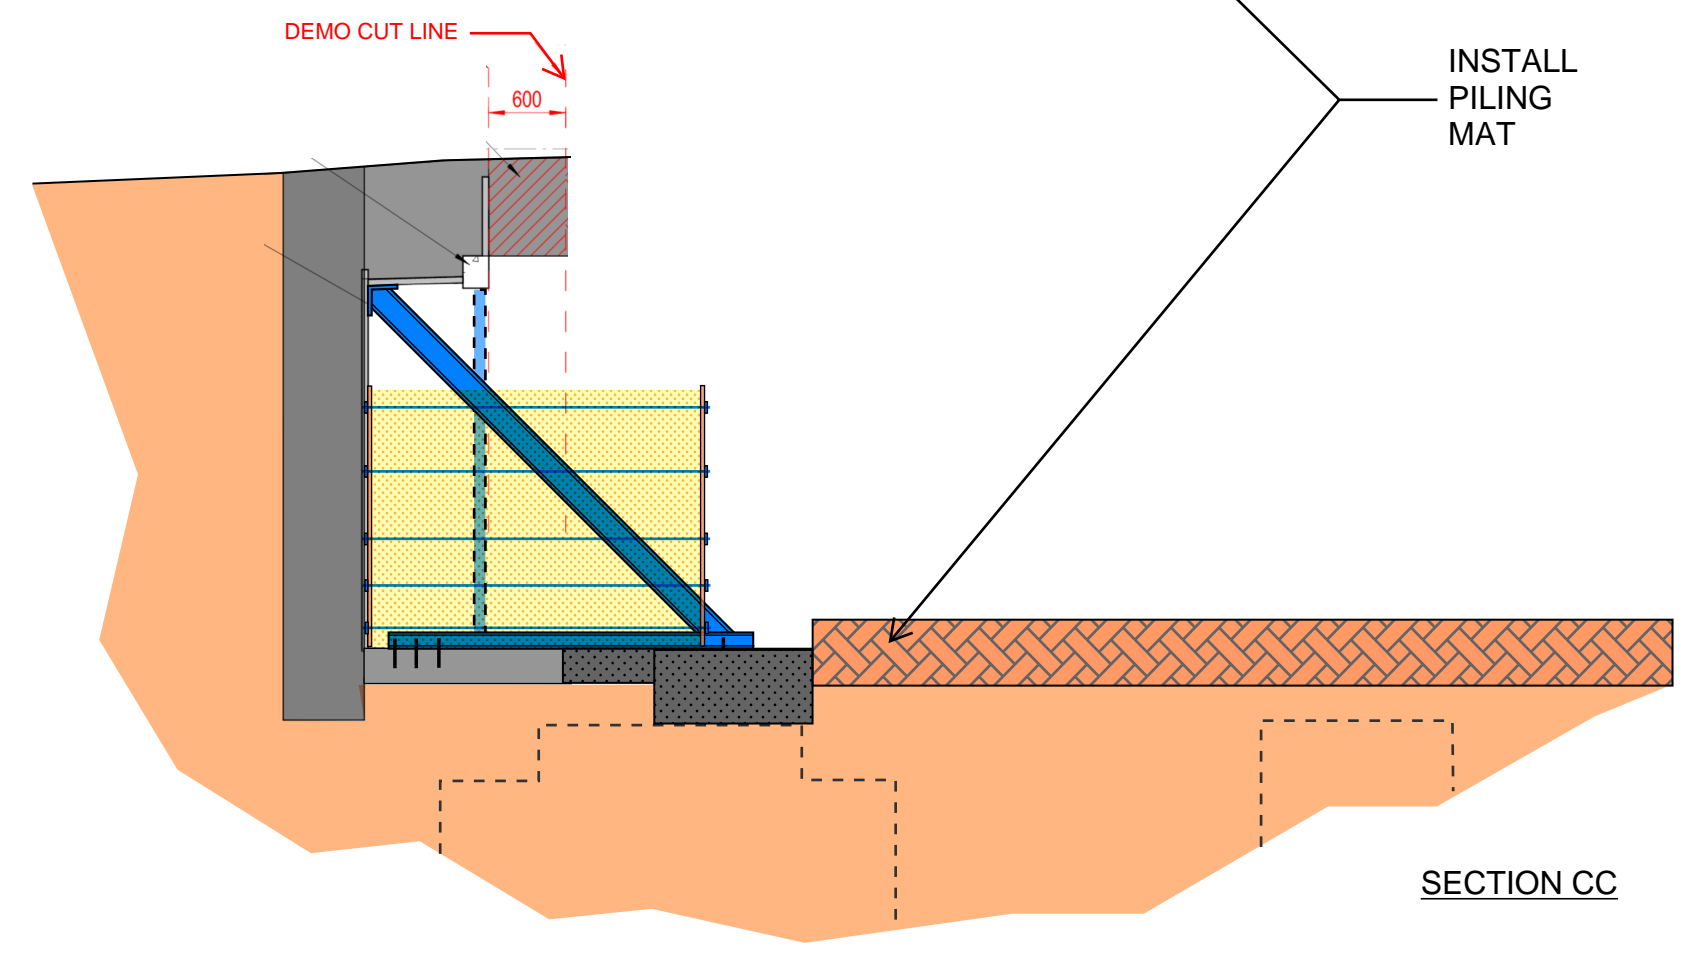 DEMO CUT LINE
600
INSTALL
PILING
MAT
SECTION CC